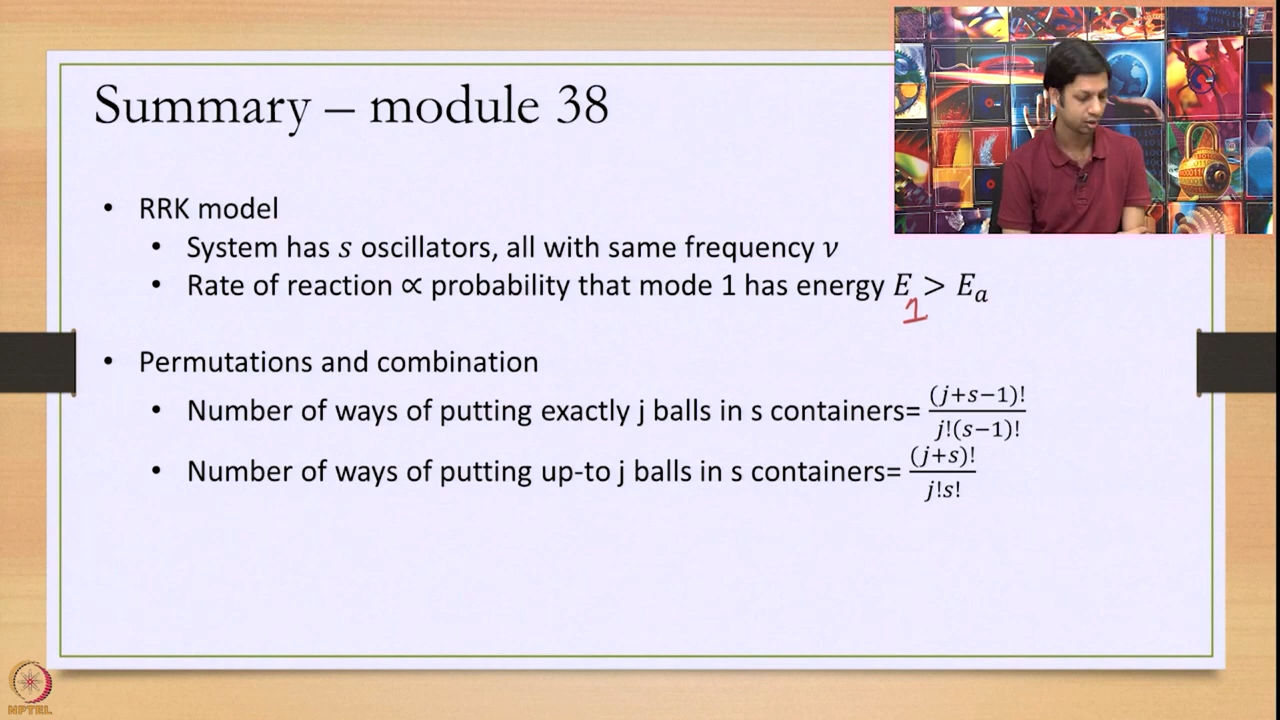 Summary – module 38
• RRK model
• System has s oscillators, all with same frequency ν
• Rate of reaction ∝ probability that mode 1 has energy E₁ > Eₐ
• Permutations and combination
• Number of ways of putting exactly j balls in s containers= (j+s−1)! / j!(s−1)!
• Number of ways of putting up-to j balls in s containers= (j+s)! / j!s!
NPTEL